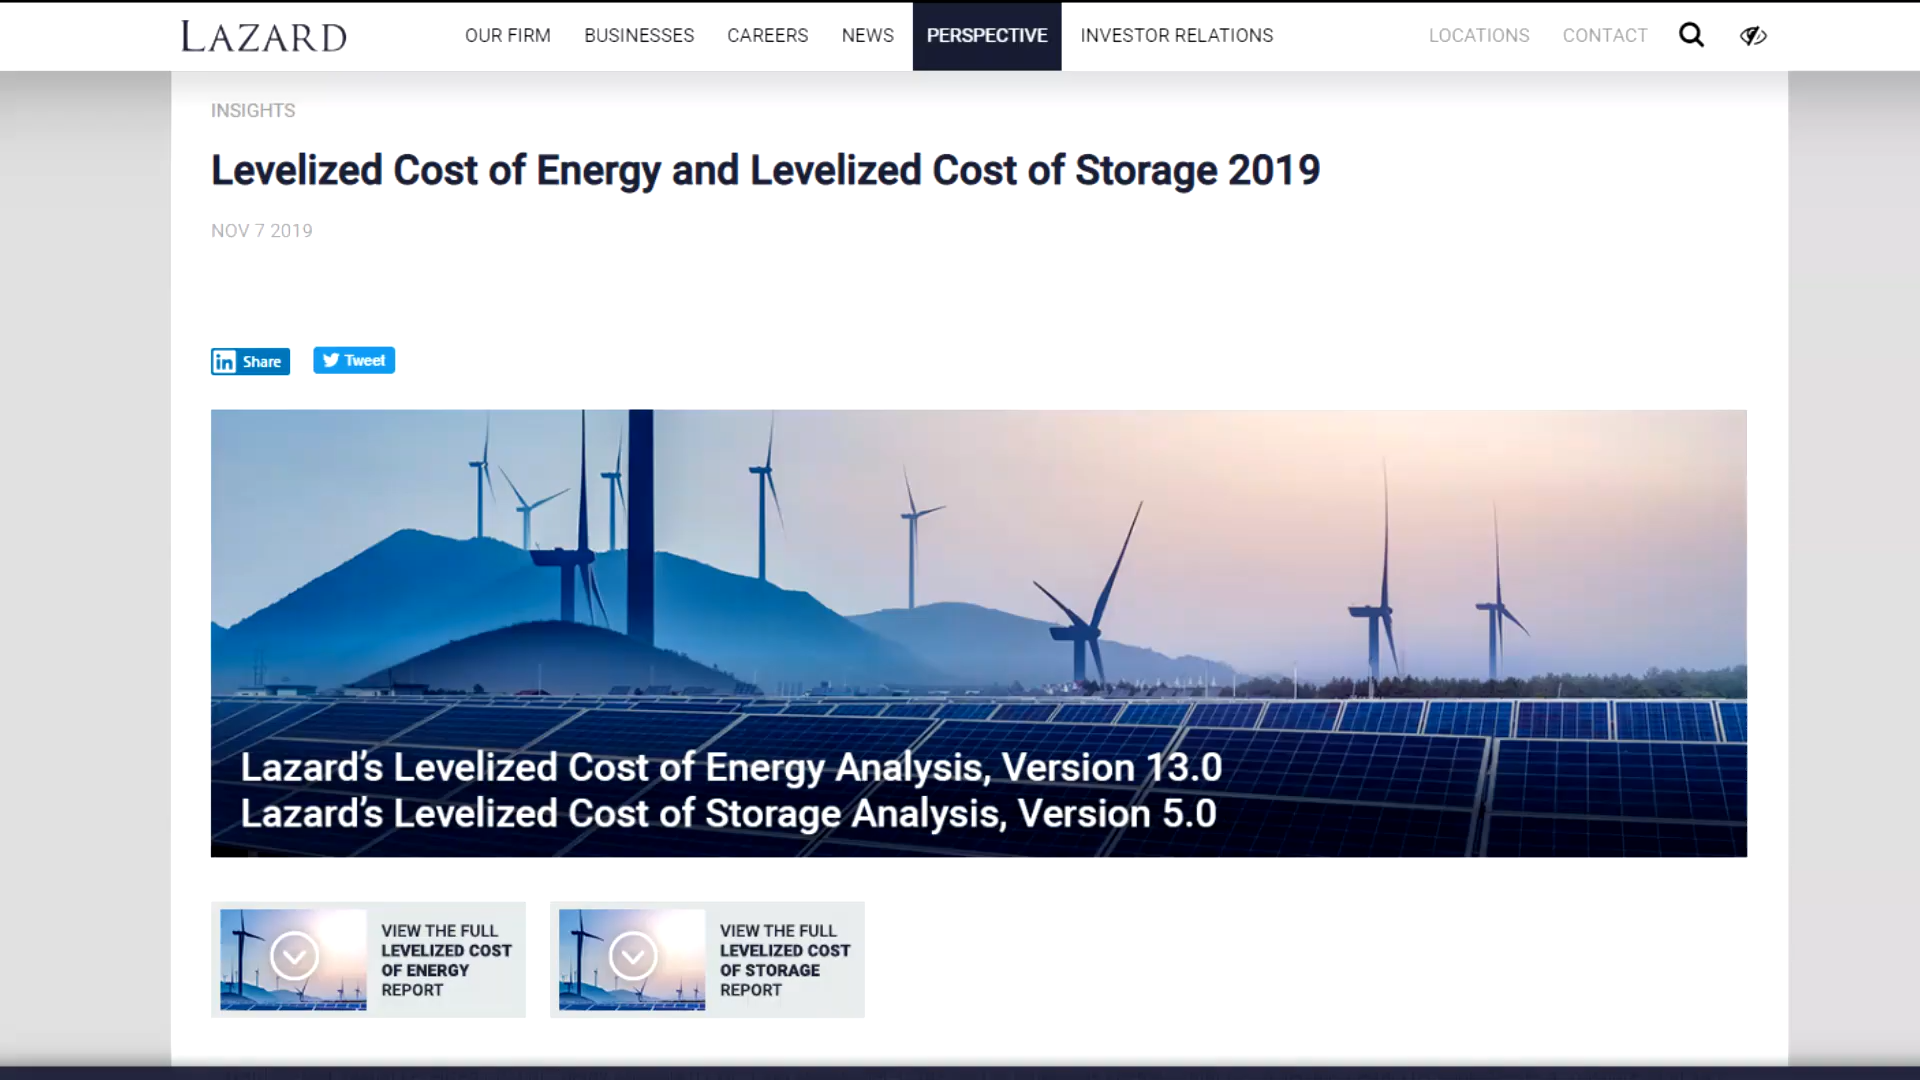 LAZARD
OUR FIRM BUSINESSES CAREERS NEWS PERSPECTIVE INVESTOR RELATIONS LOCATIONS CONTACT
INSIGHTS
Levelized Cost of Energy and Levelized Cost of Storage 2019
NOV 7 2019
in Share Tweet
Lazard's Levelized Cost of Energy Analysis, Version 13.0
Lazard's Levelized Cost of Storage Analysis, Version 5.0
VIEW THE FULL
LEVELIZED COST
OF ENERGY
REPORT
VIEW THE FULL
LEVELIZED COST
OF STORAGE
REPORT